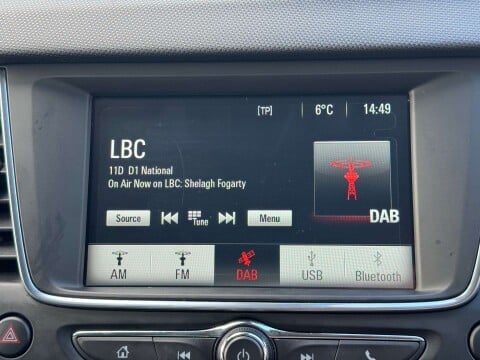 [TP] 6°C 14:49
LBC
11D D1 National
On Air Now on LBC: Shelagh Fogarty
DAB
Source Tune Menu
AM FM DAB USB Bluetooth